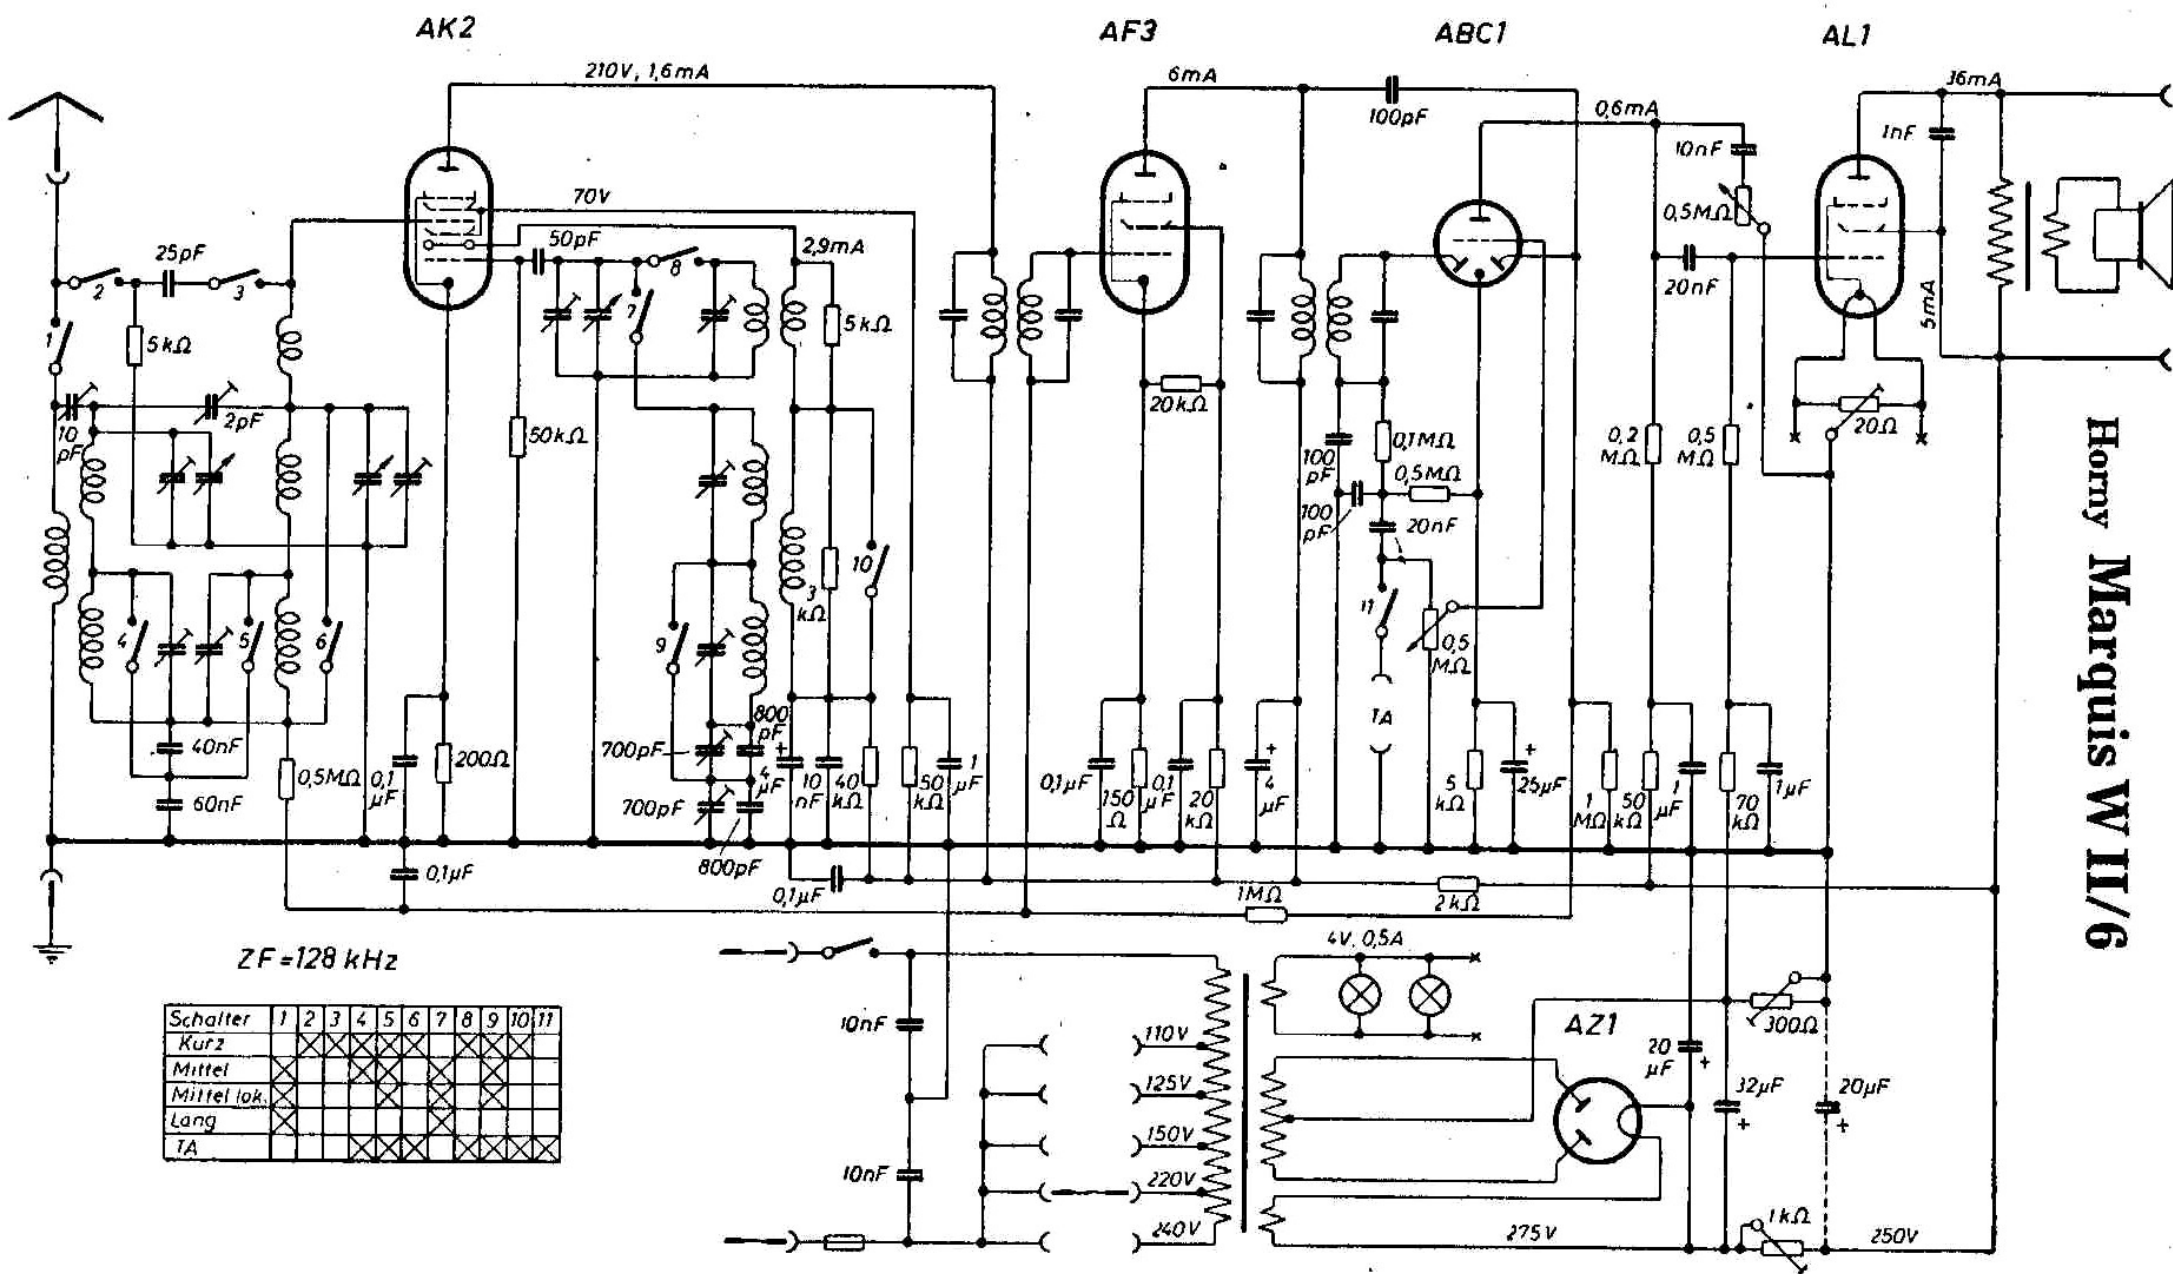 AK2
AF3
ABC1
AL1
210V, 1,6mA
6mA
100pF
0,6mA
36mA
1nF
10nF
0,5MΩ
20nF
5mA
70V
2,9mA
25pF
50pF
1
2
3
7
8
5kΩ
5kΩ
10
pF
2pF
50kΩ
20kΩ
0,1MΩ
100
pF
0,5MΩ
100
pF
20nF
0,2
MΩ
0,5
MΩ
20Ω
4
5
6
9
10
11
3
kΩ
0,5
MΩ
TA
40nF
60nF
0,5MΩ
0,1
µF
200Ω
700pF
800
pF
700pF
800pF
4
µF
10
nF
40
kΩ
50
kΩ
1
µF
0,1µF
150
Ω
0,1
µF
20
kΩ
4
µF
5
kΩ
25µF
1
MΩ
50
kΩ
1
µF
70
kΩ
1µF
0,1µF
0,1µF
1MΩ
2kΩ
Horny Marquis W II/6
ZF=128 kHz
Schalter 1 2 3 4 5 6 7 8 9 10 11
Kurz
Mittel
Mittel lok.
Lang
TA
10nF
10nF
110V
125V
150V
220V
240V
4V, 0,5A
AZ1
300Ω
20
µF
32µF
20µF
1kΩ
275V
250V